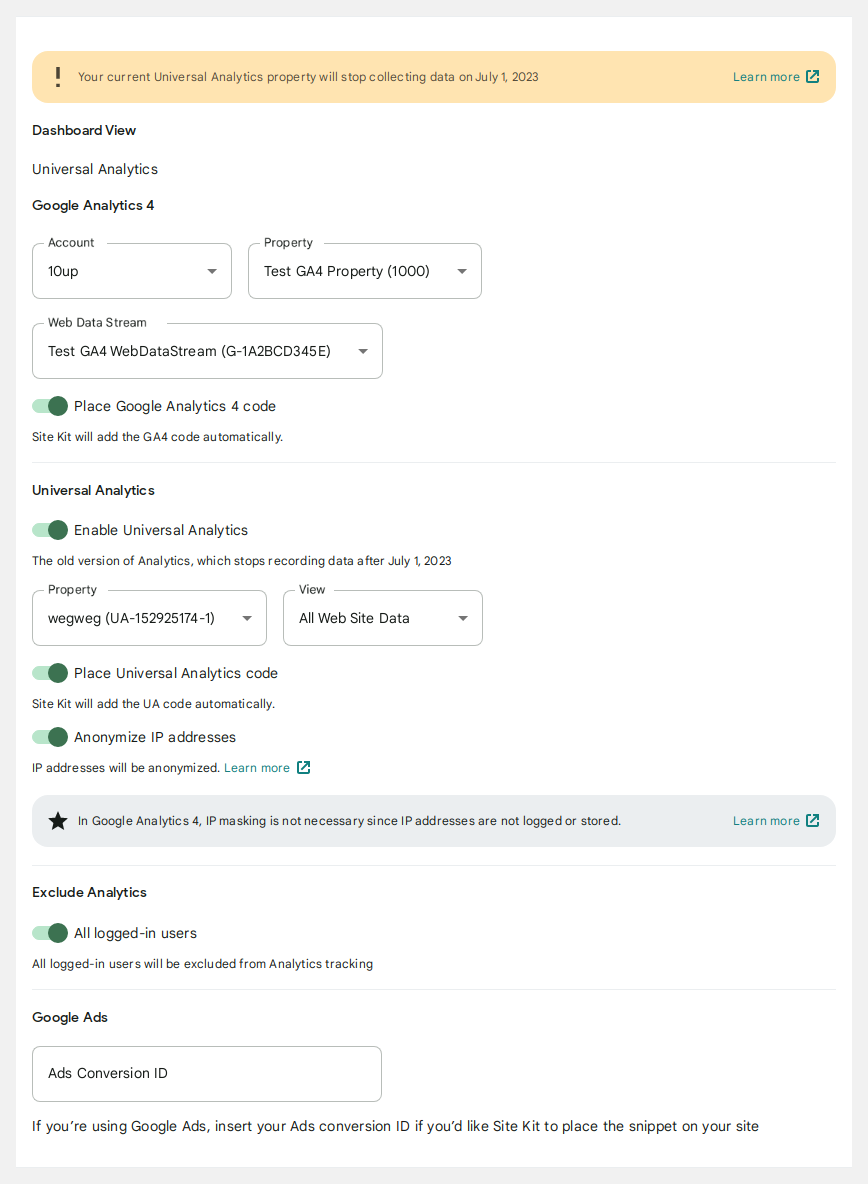 Your current Universal Analytics property will stop collecting data on July 1, 2023 Learn more
Dashboard View
Universal Analytics
Google Analytics 4
Account Property
10up Test GA4 Property (1000)
Web Data Stream
Test GA4 WebDataStream (G-1A2BCD345E)
Place Google Analytics 4 code
Site Kit will add the GA4 code automatically.
Universal Analytics
Enable Universal Analytics
The old version of Analytics, which stops recording data after July 1, 2023
Property View
wegweg (UA-152925174-1) All Web Site Data
Place Universal Analytics code
Site Kit will add the UA code automatically.
Anonymize IP addresses
IP addresses will be anonymized. Learn more
In Google Analytics 4, IP masking is not necessary since IP addresses are not logged or stored. Learn more
Exclude Analytics
All logged-in users
All logged-in users will be excluded from Analytics tracking
Google Ads
Ads Conversion ID
If you’re using Google Ads, insert your Ads conversion ID if you’d like Site Kit to place the snippet on your site